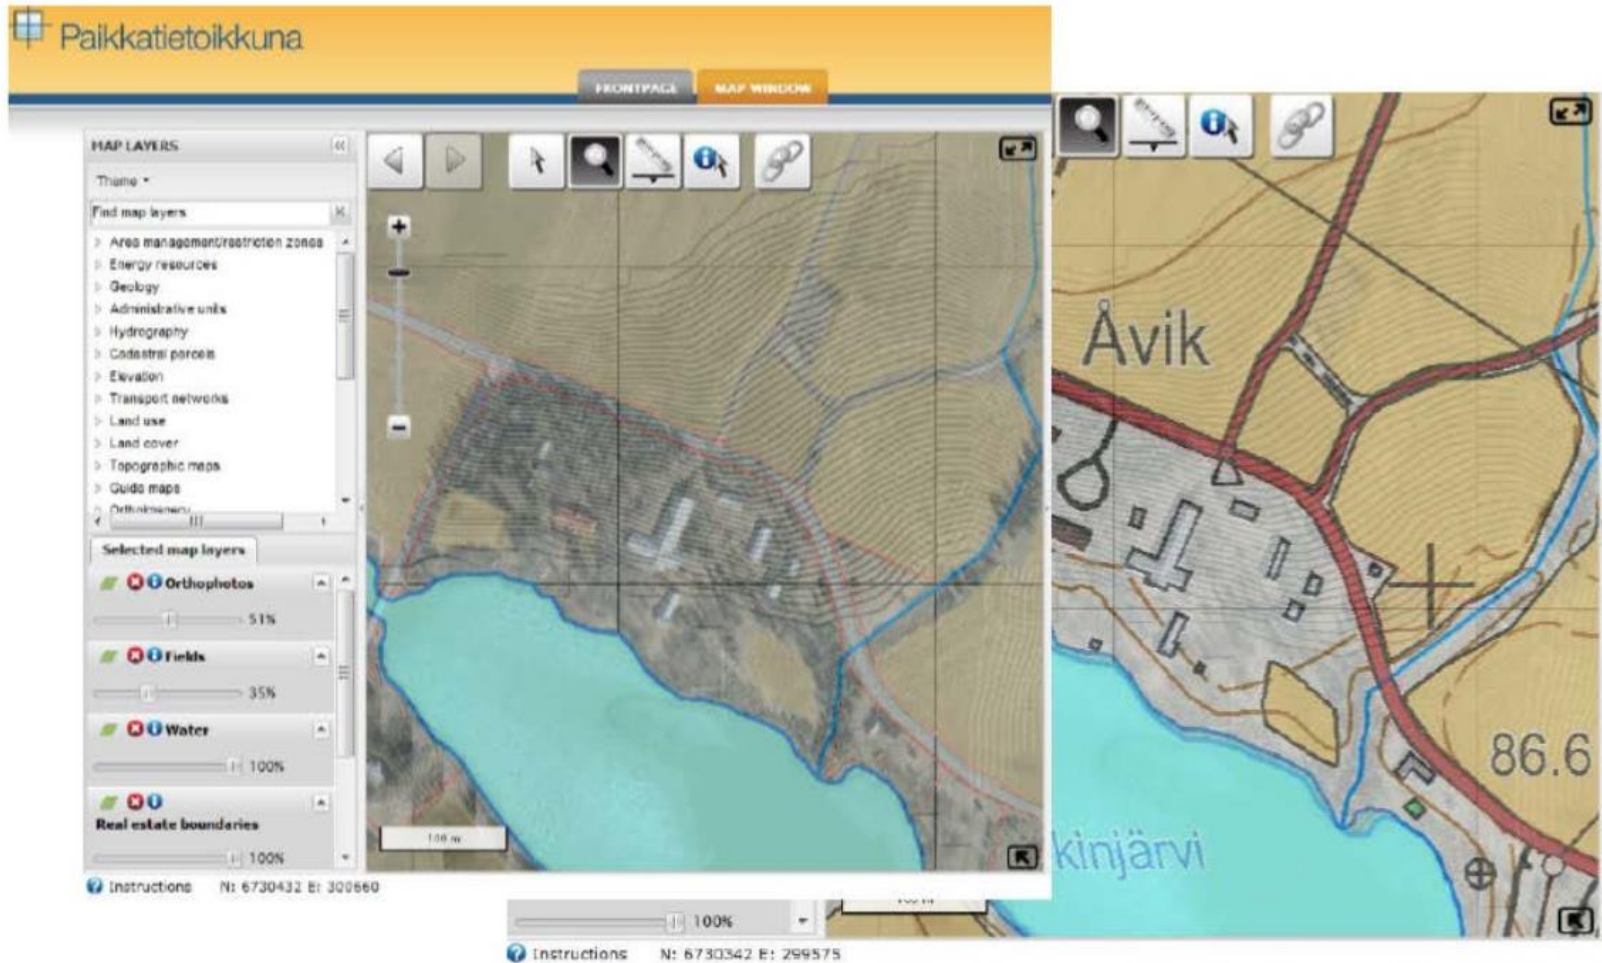 Paikkatietoikkuna
FRONTPAGE
MAP WINDOW
MAP LAYERS
Theme
Find map layers
Area management/restriction zones
Energy resources
Geology
Administrative units
Hydrography
Cadastral parcels
Elevation
Transport networks
Land use
Land cover
Topographic maps
Guide maps
Orthoimagery
Selected map layers
Orthophotos
51%
Fields
35%
Water
100%
Real estate boundaries
100%
100 m
Instructions N: 6730432 E: 300660
Åvik
86.6
kinjärvi
100%
Instructions N: 6730342 E: 299575